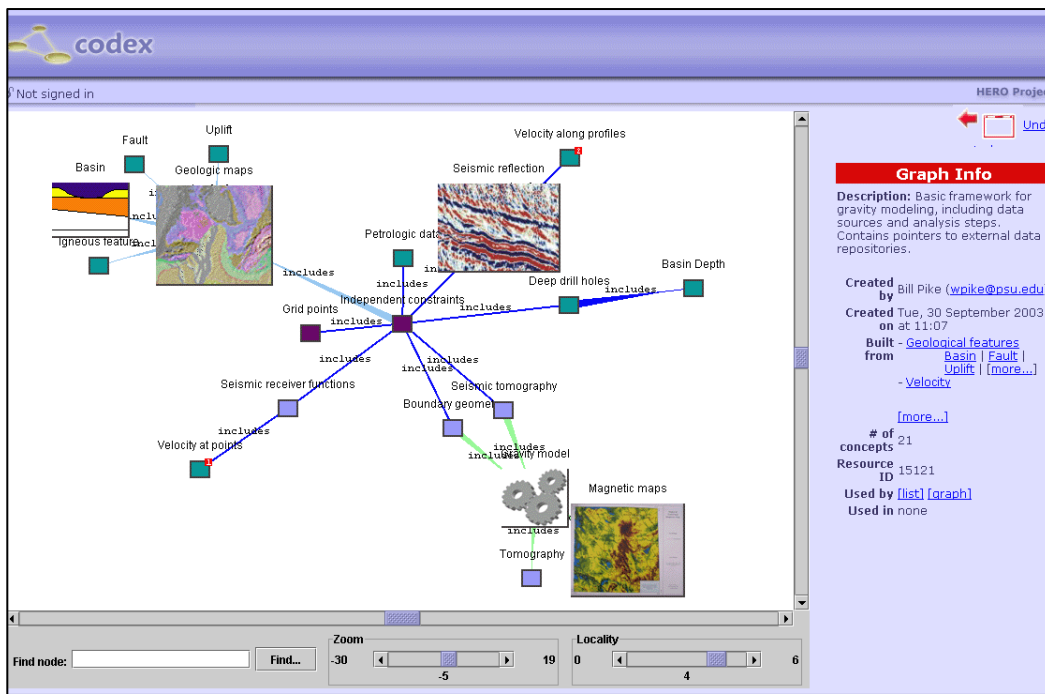 codex
Not signed in
HERO Projec
Und
Uplift
Fault
Basin
Geologic maps
Igneous feature
Velocity along profiles
Seismic reflection
Petrologic data
includes
includes
Basin Depth
Deep drill holes
includes
Independent constraints
includes
Grid points
includes
includes
includes
includes
Seismic receiver functions
Seismic tomography
Boundary geomet
includes
Velocity at points
includes
Gravity model
Magnetic maps
includes
Tomography
Graph Info
Description: Basic framework for
gravity modeling, including data
sources and analysis steps.
Contains pointers to external data
repositories.
Created by Bill Pike (wpike@psu.edu)
Created on Tue, 30 September 2003 at 11:07
Built from - Geological features
Basin | Fault |
Uplift | [more...]
- Velocity
[more...]
# of concepts 21
Resource ID 15121
Used by [list] [graph]
Used in none
Find node:
Find...
Zoom
-30
19
-5
Locality
0
6
4